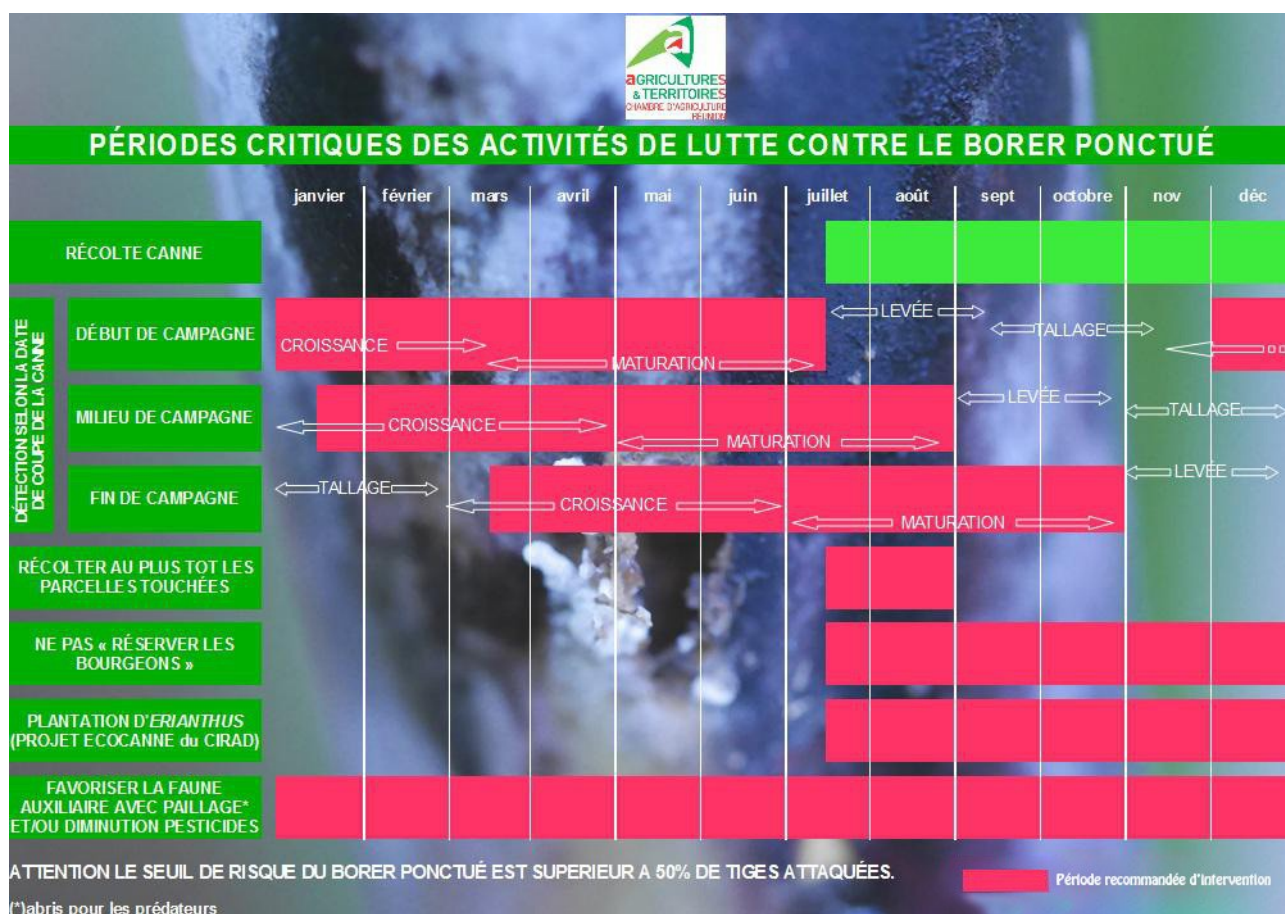 aGRICULTURES
& TERRITOIRES
CHAMBRE D'AGRICULTURE
RÉUNION
PÉRIODES CRITIQUES DES ACTIVITÉS DE LUTTE CONTRE LE BORER PONCTUÉ
janvier février mars avril mai juin juillet août sept octobre nov déc
RÉCOLTE CANNE
DÉTECTION SELON LA DATE
DE COUPE DE LA CANNE
DÉBUT DE CAMPAGNE
CROISSANCE
MATURATION
LEVÉE
TALLAGE
MILIEU DE CAMPAGNE
CROISSANCE
MATURATION
LEVÉE
TALLAGE
FIN DE CAMPAGNE
TALLAGE
CROISSANCE
MATURATION
LEVÉE
RÉCOLTER AU PLUS TOT LES
PARCELLES TOUCHÉES
NE PAS « RÉSERVER LES
BOURGEONS »
PLANTATION D'ERIANTHUS
(PROJET ECOCANNE du CIRAD)
FAVORISER LA FAUNE
AUXILIAIRE AVEC PAILLAGE*
ET/OU DIMINUTION PESTICIDES
ATTENTION LE SEUIL DE RISQUE DU BORER PONCTUÉ EST SUPERIEUR A 50% DE TIGES ATTAQUÉES.
Période recommandée d'intervention
(*)abris pour les prédateurs